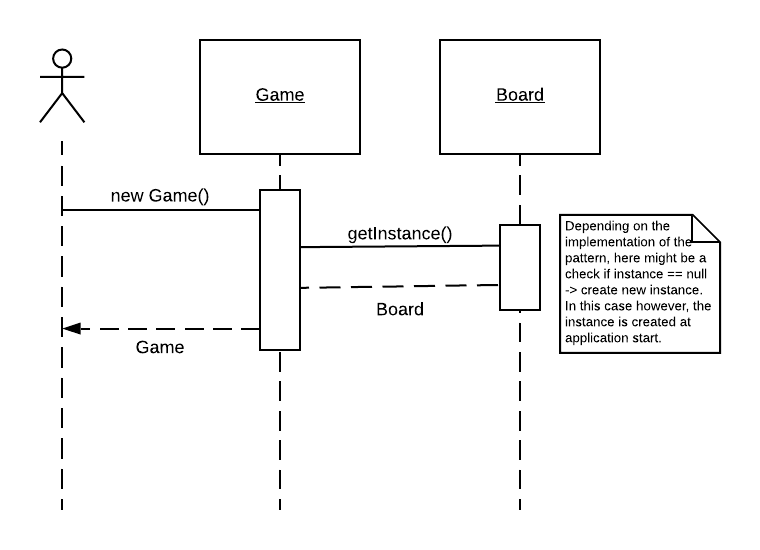 Game
Board
new Game()
getInstance()
Depending on the
implementation of the
pattern, here might be a
check if instance == null
-> create new instance.
In this case however, the
instance is created at
application start.
Board
Game